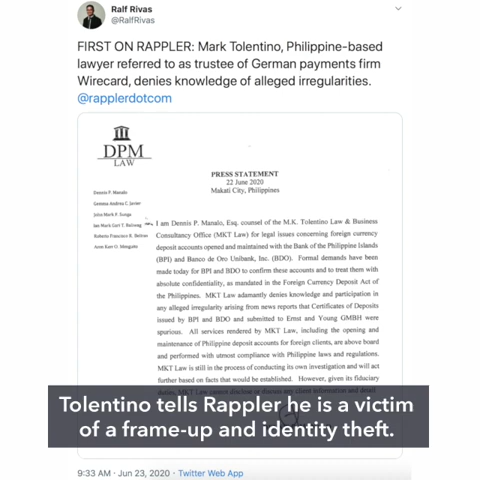 Ralf Rivas
@RalfRivas
FIRST ON RAPPLER: Mark Tolentino, Philippine-based
lawyer referred to as trustee of German payments firm
Wirecard, denies knowledge of alleged irregularities.
@rapplerdotcom
DPM
LAW
PRESS STATEMENT
22 June 2020
Makati City, Philippines
Dennis P. Manalo
I am Dennis P. Manalo, Esq. counsel of the M.K. Tolentino Law & Business
Consultancy Office (MKT Law) for legal issues concerning foreign currency
deposit accounts opened and maintained with the Bank of the Philippine Islands
(BPI) and Banco de Oro Unibank, Inc. (BDO). Formal demands have been
made today for BPI and BDO to confirm these accounts and to treat them with
absolute confidentiality, as mandated in the Foreign Currency Deposit Act of
the Philippines. MKT Law adamantly denies knowledge and participation in
any alleged irregularity arising from news reports that Certificates of Deposits
issued by BPI and BDO and submitted to Ernst and Young GMBH were
spurious. All services rendered by MKT Law, including the opening and
maintenance of Philippine deposit accounts for foreign clients, are above board
and performed with utmost compliance with Philippine laws and regulations.
MKT Law is still in the process of conducting its own investigation and will act
further based on facts that would be established. However, given its fiduciary
Tolentino tells Rappler he is a victim
of a frame-up and identity theft.
9:33 AM · Jun 23, 2020 · Twitter Web App